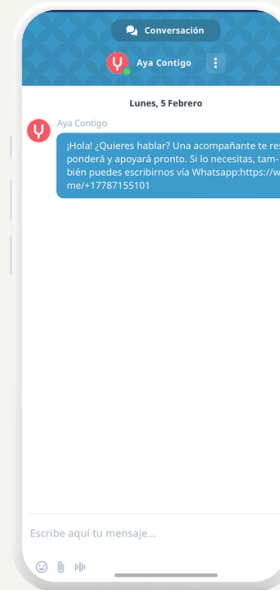 Conversación
Aya Contigo
Lunes, 5 Febrero
Aya Contigo
¡Hola! ¿Quieres hablar? Una acompañante te res
ponderá y apoyará pronto. Si lo necesitas, tam-
bién puedes escribirnos vía Whatsapp:https://w
me/+17787155101
Escribe aquí tu mensaje...